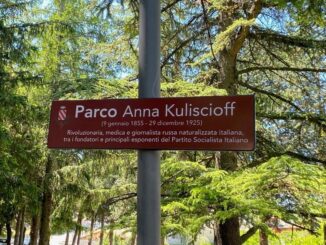 Parco Anna Kuliscioff
(9 gennaio 1855 - 29 dicembre 1925)
Rivoluzionaria, medica e giornalista russa naturalizzata italiana,
tra i fondatori e principali esponenti del Partito Socialista Italiano